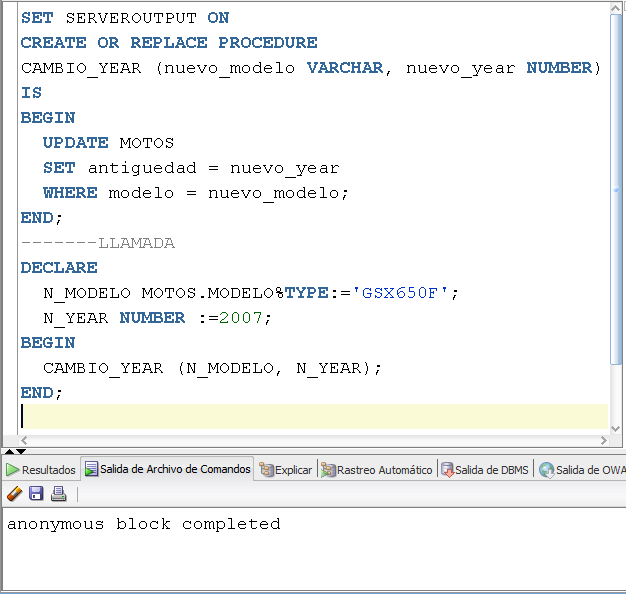 SET SERVEROUTPUT ON
CREATE OR REPLACE PROCEDURE
CAMBIO_YEAR (nuevo_modelo VARCHAR, nuevo_year NUMBER)
IS
BEGIN
  UPDATE MOTOS
  SET antiguedad = nuevo_year
  WHERE modelo = nuevo_modelo;
END;
-------LLAMADA
DECLARE
  N_MODELO MOTOS.MODELO%TYPE:='GSX650F';
  N_YEAR NUMBER :=2007;
BEGIN
  CAMBIO_YEAR (N_MODELO, N_YEAR);
END;
Resultados Salida de Archivo de Comandos Explicar Rastreo Automático Salida de DBMS Salida de OWA
anonymous block completed